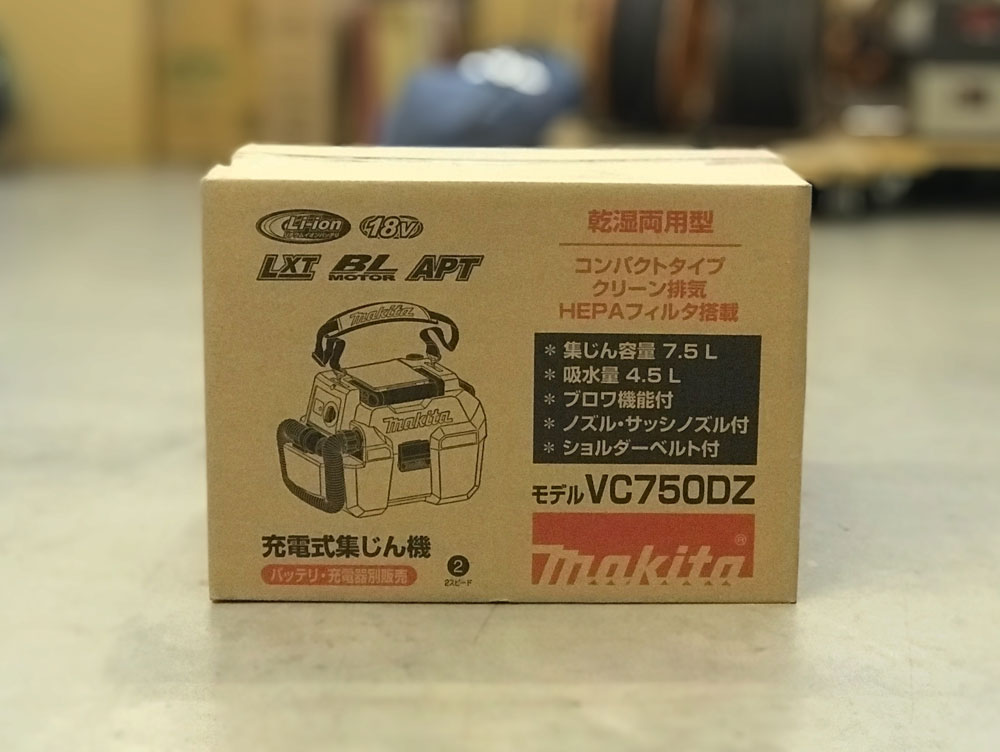 Li-ion
18V
LXT BL MOTOR APT
makita
makita
充電式集じん機
バッテリ・充電器別販売
2
2スピード
乾湿両用型
コンパクトタイプ
クリーン排気
HEPAフィルタ搭載
＊ 集じん容量 7.5 L
＊ 吸水量 4.5 L
＊ ブロワ機能付
＊ ノズル・サッシノズル付
＊ ショルダーベルト付
モデル VC750DZ
makita®